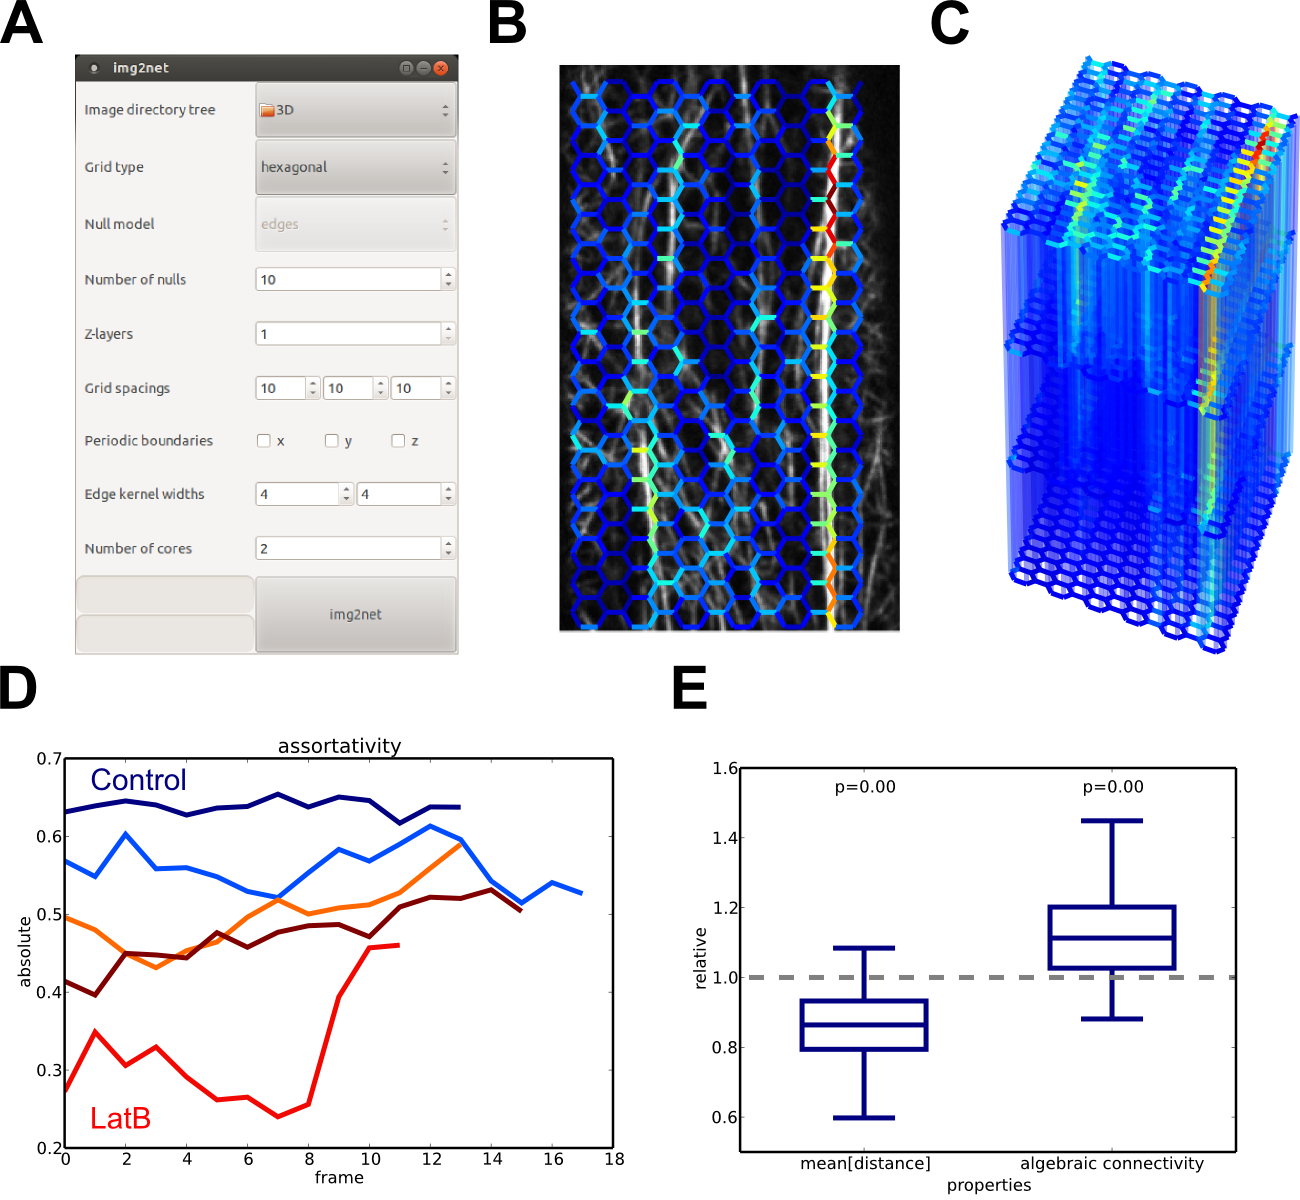 A
B
C
img2net
Image directory tree
3D
Grid type
hexagonal
Null model
edges
Number of nulls
10
Z-layers
1
Grid spacings
10 10 10
Periodic boundaries
x y z
Edge kernel widths
4 4
Number of cores
2
img2net
D
E
assortativity
0.7
0.6
0.5
0.4
0.3
0.2
absolute
Control
LatB
0 2 4 6 8 10 12 14 16 18
frame
1.6
1.4
1.2
1.0
0.8
0.6
relative
p=0.00 p=0.00
mean[distance] algebraic connectivity
properties